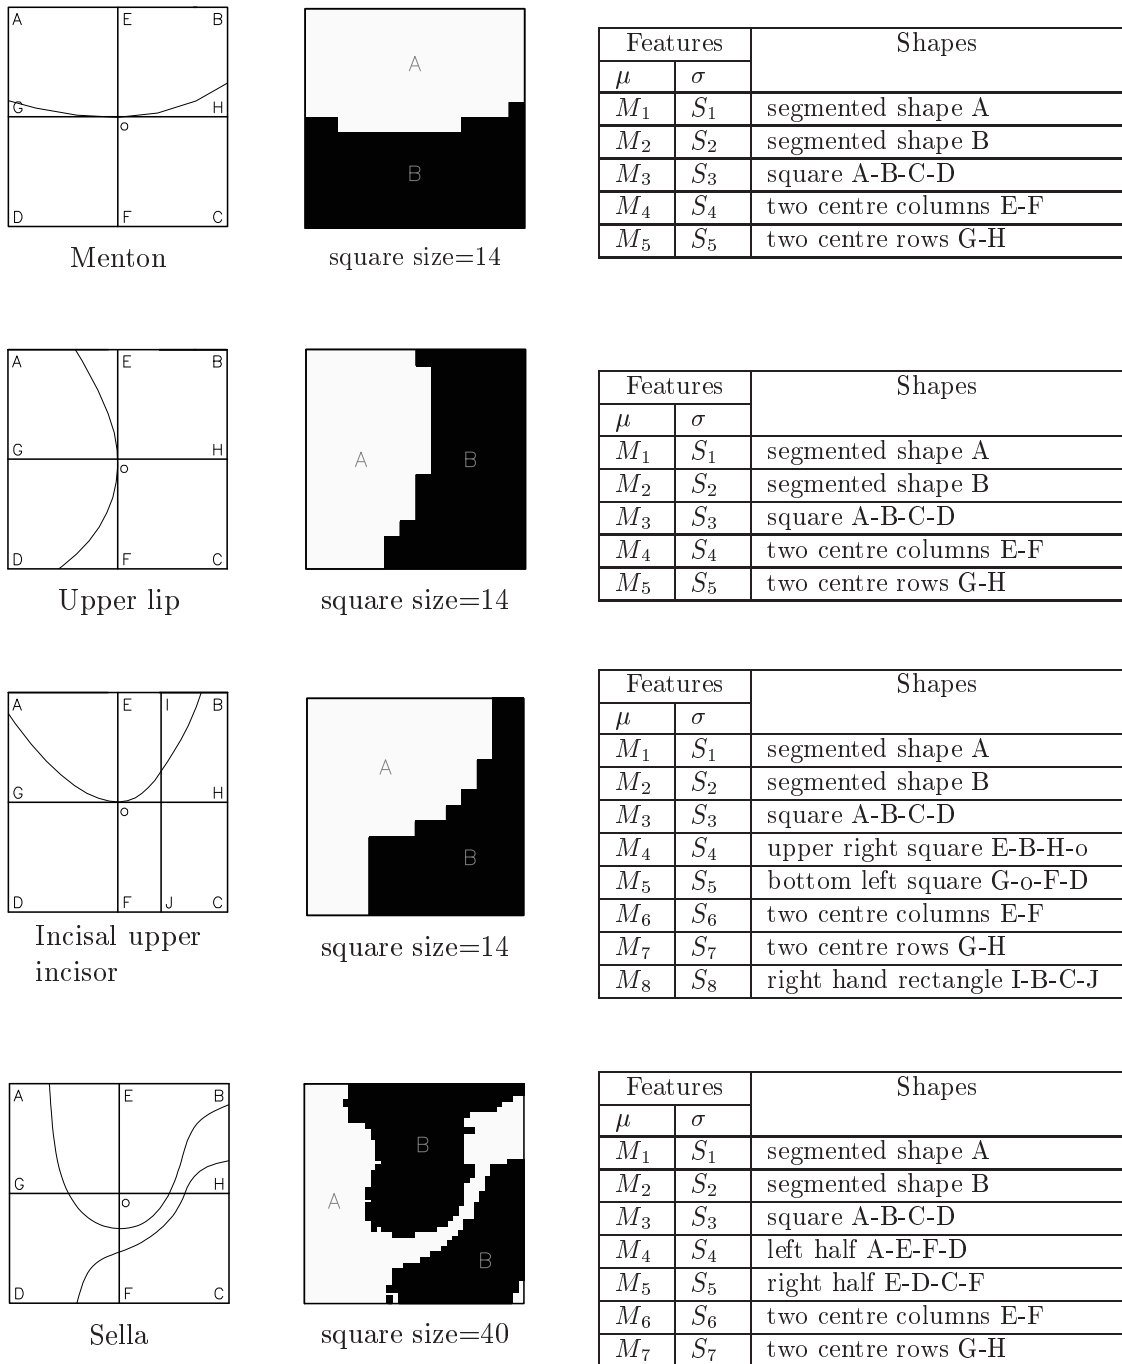 A E B
G H
o
D F C
Menton
A
B
square size=14
Features Shapes
μ σ
M₁ S₁ segmented shape A
M₂ S₂ segmented shape B
M₃ S₃ square A-B-C-D
M₄ S₄ two centre columns E-F
M₅ S₅ two centre rows G-H
A E B
G H
o
D F C
Upper lip
A B
square size=14
Features Shapes
μ σ
M₁ S₁ segmented shape A
M₂ S₂ segmented shape B
M₃ S₃ square A-B-C-D
M₄ S₄ two centre columns E-F
M₅ S₅ two centre rows G-H
A E I B
G H
o
D F J C
Incisal upper
incisor
A
B
square size=14
Features Shapes
μ σ
M₁ S₁ segmented shape A
M₂ S₂ segmented shape B
M₃ S₃ square A-B-C-D
M₄ S₄ upper right square E-B-H-o
M₅ S₅ bottom left square G-o-F-D
M₆ S₆ two centre columns E-F
M₇ S₇ two centre rows G-H
M₈ S₈ right hand rectangle I-B-C-J
A E B
G H
o
D F C
Sella
B
A
B
square size=40
Features Shapes
μ σ
M₁ S₁ segmented shape A
M₂ S₂ segmented shape B
M₃ S₃ square A-B-C-D
M₄ S₄ left half A-E-F-D
M₅ S₅ right half E-D-C-F
M₆ S₆ two centre columns E-F
M₇ S₇ two centre rows G-H